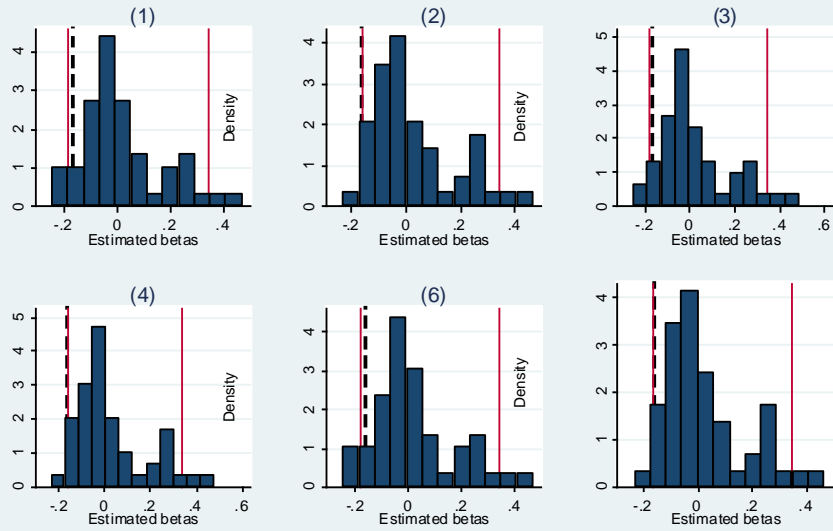 (1)
(2)
(3)
4
3
2
1
0
Density
-.2 0 .2 .4
Estimated betas
4
3
2
1
0
Density
-.2 0 .2 .4
Estimated betas
5
4
3
2
1
0
-.2 0 .2 .4 .6
Estimated betas
(4)
(6)
5
4
3
2
1
0
Density
-.2 0 .2 .4 .6
Estimated betas
4
3
2
1
0
Density
-.2 0 .2 .4
Estimated betas
4
3
2
1
0
-.2 0 .2 .4
Estimated betas